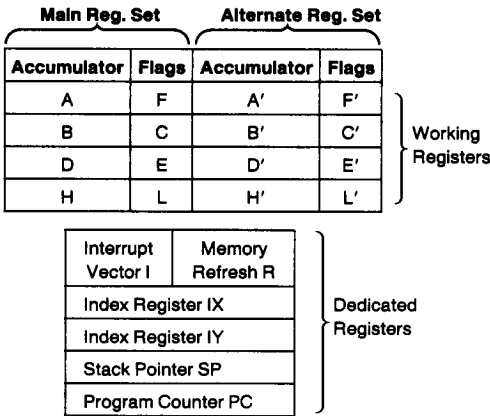 Main Reg. Set Alternate Reg. Set
Accumulator Flags Accumulator Flags
A F A′ F′
B C B′ C′
D E D′ E′
H L H′ L′
Working
Registers
Interrupt Memory
Vector I Refresh R
Index Register IX
Index Register IY
Stack Pointer SP
Program Counter PC
Dedicated
Registers